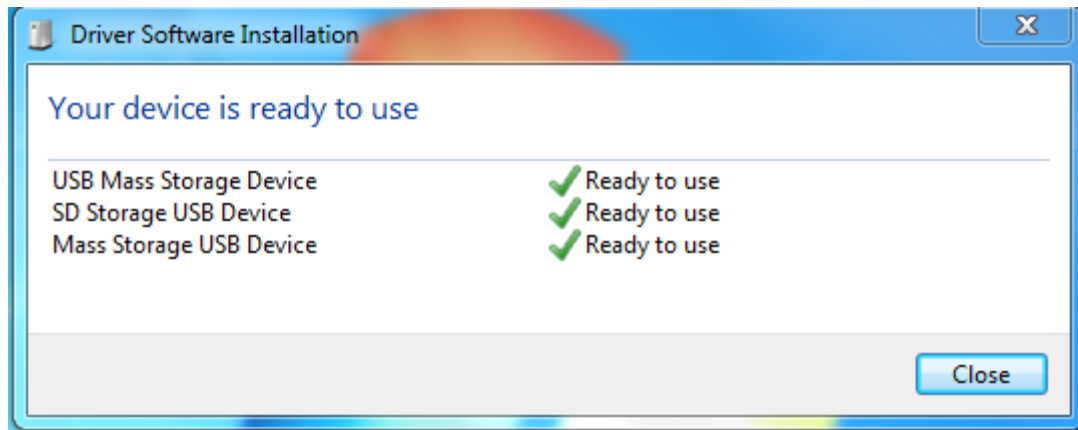 Driver Software Installation
Your device is ready to use
USB Mass Storage Device Ready to use
SD Storage USB Device Ready to use
Mass Storage USB Device Ready to use
Close